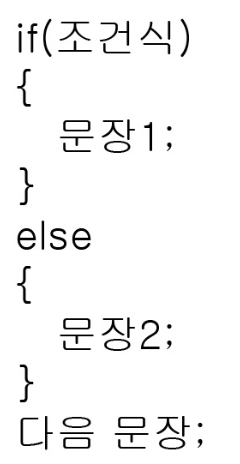 if(조건식)
{
문장1;
}
else
{
문장2;
}
다음 문장;